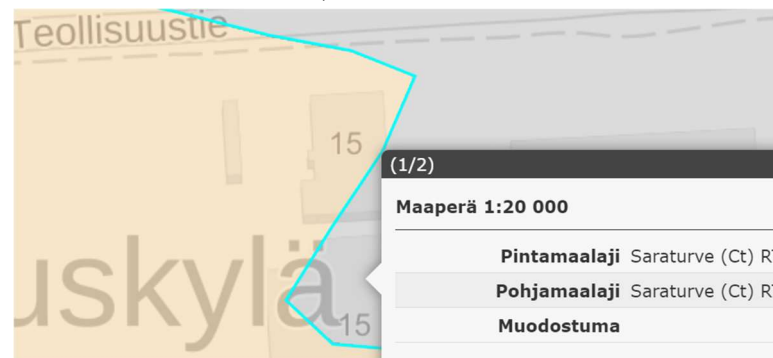 Teollisuustie
15
(1/2)
Maaperä 1:20 000
Pintamaalaji Saraturve (Ct)
Pohjamaalaji Saraturve (Ct)
uskylä
15
Muodostuma